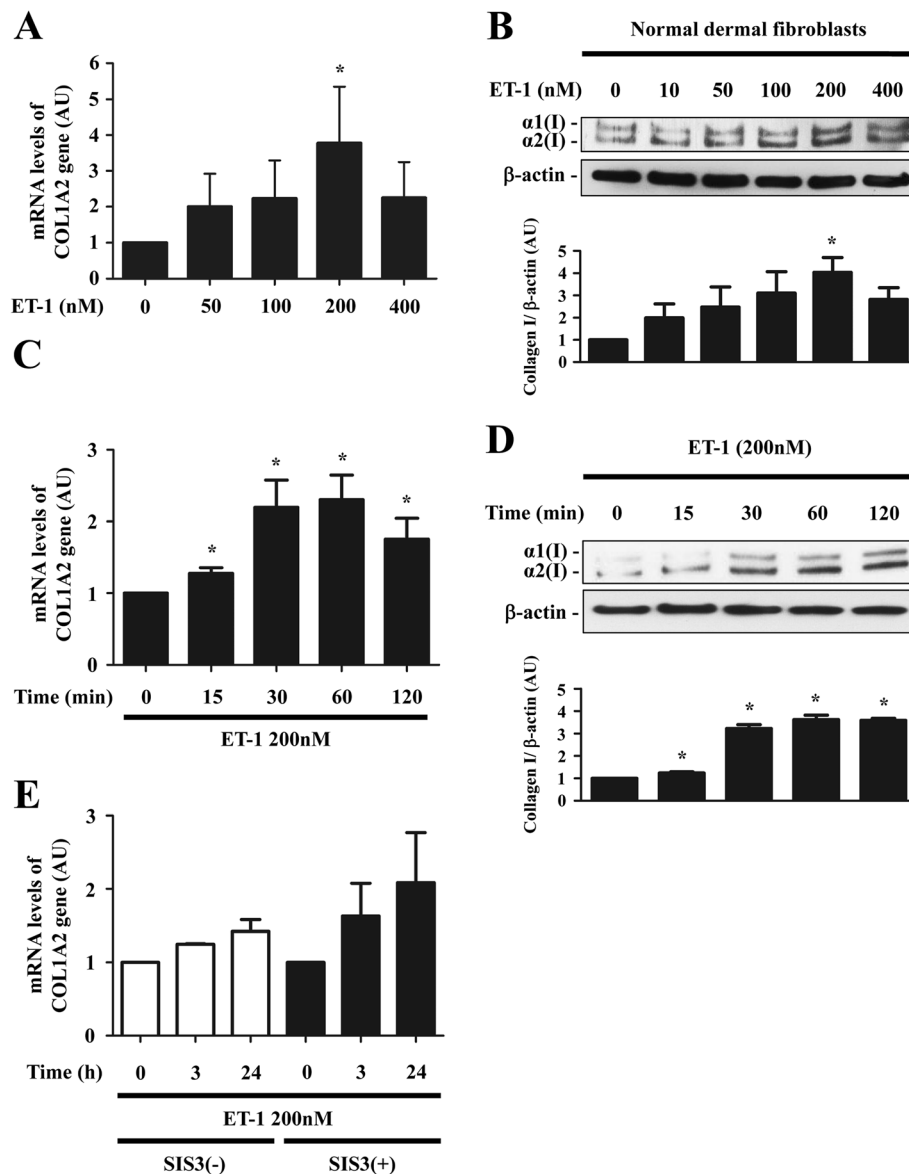 A
mRNA levels of
COL1A2 gene (AU)
6
5
4
3
2
1
0
*
ET-1 (nM) 0 50 100 200 400
B
Normal dermal fibroblasts
ET-1 (nM) 0 10 50 100 200 400
α1(I) -
α2(I) -
β-actin -
Collagen I/ β-actin (AU)
5
4
3
2
1
0
*
C
mRNA levels of
COL1A2 gene (AU)
3
2
1
0
* * * *
Time (min) 0 15 30 60 120
ET-1 200nM
D
ET-1 (200nM)
Time (min) 0 15 30 60 120
α1(I) -
α2(I) -
β-actin -
Collagen I/ β-actin (AU)
5
4
3
2
1
0
* * * *
E
mRNA levels of
COL1A2 gene (AU)
3
2
1
0
Time (h) 0 3 24 0 3 24
ET-1 200nM
SIS3(-) SIS3(+)